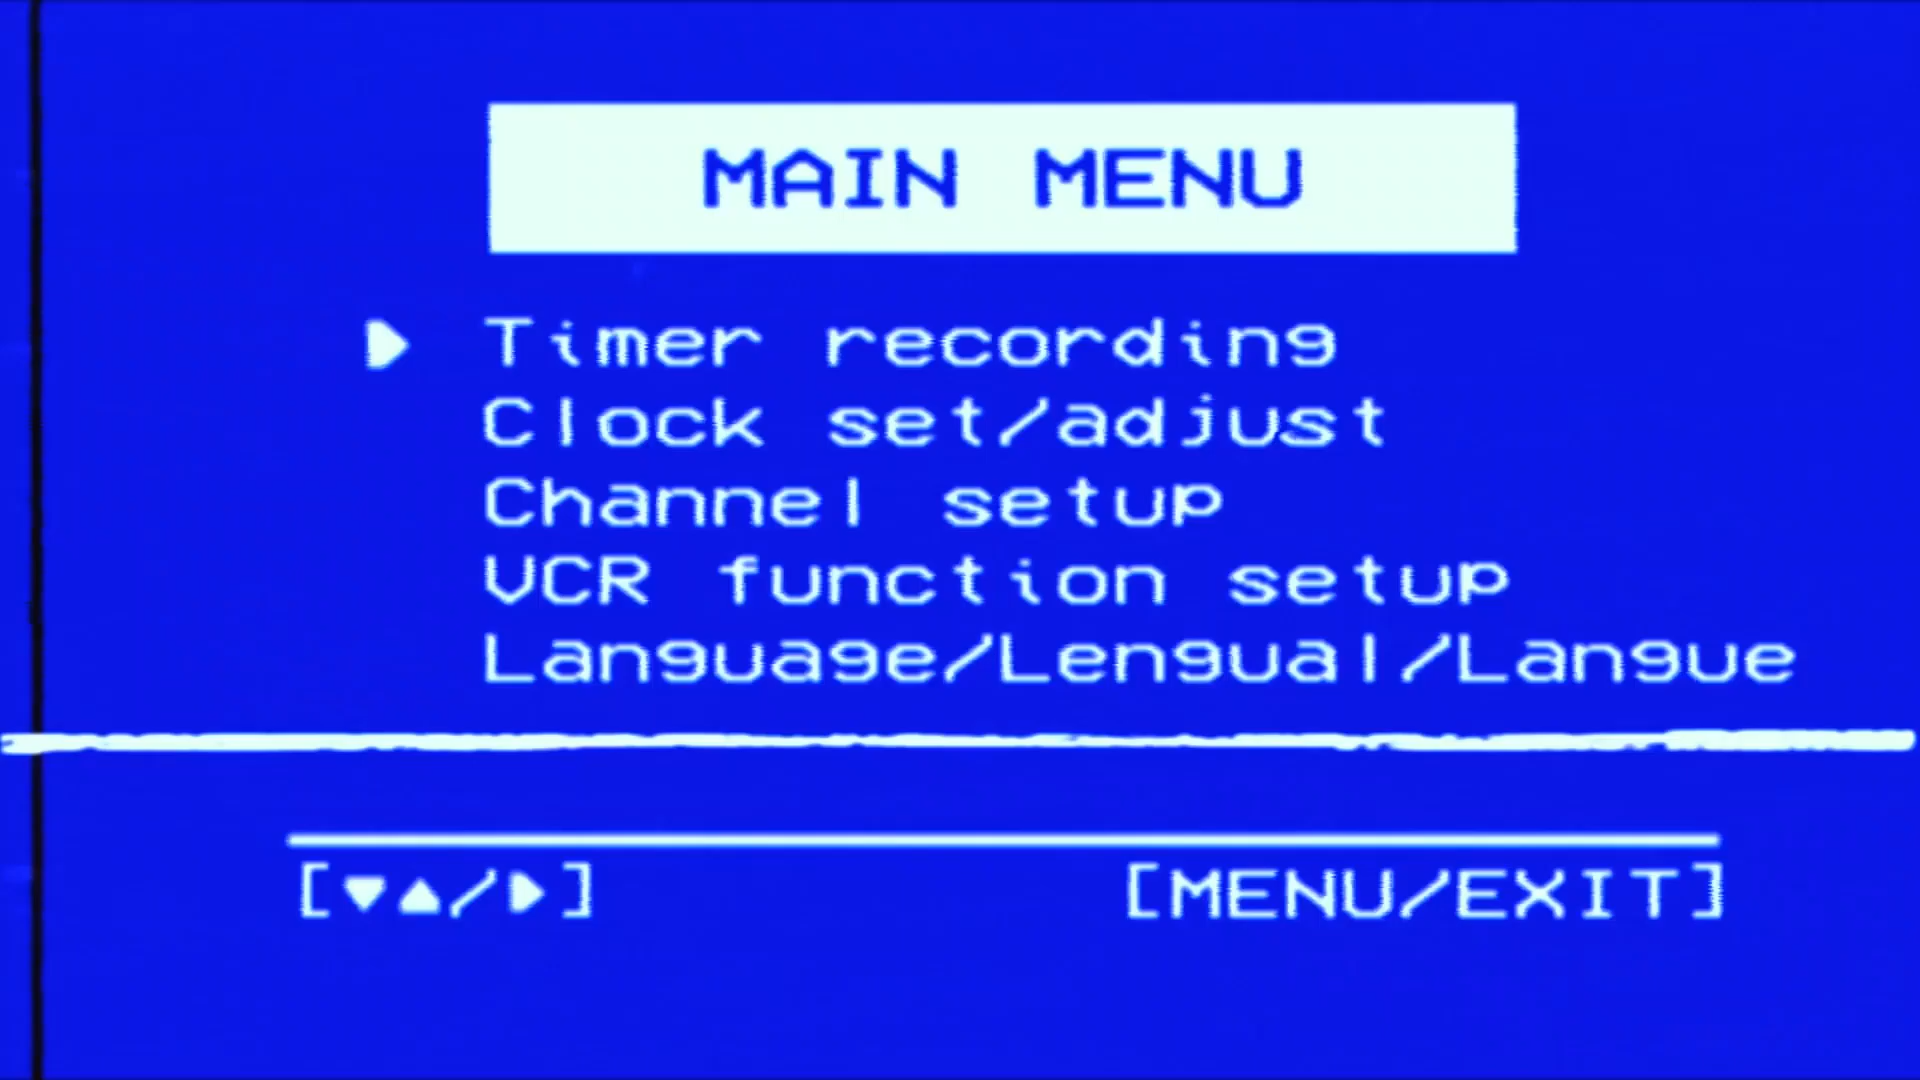 MAIN MENU
▶ Timer recording
Clock set/adjust
Channel setup
VCR function setup
Language/Lengual/Langue
[▼▲/▶] [MENU/EXIT]